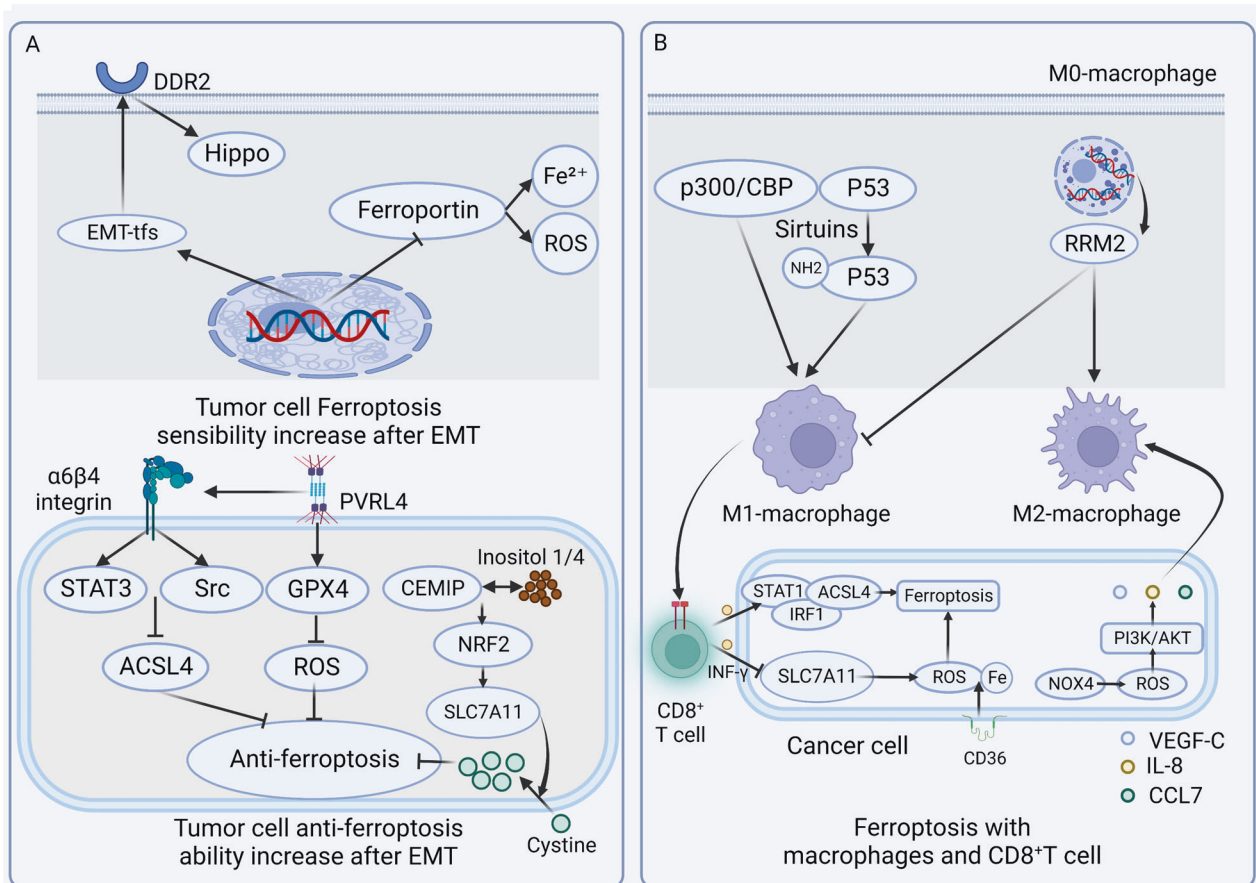 A
DDR2
Hippo
EMT-tfs
Ferroportin
Fe²⁺
ROS
Tumor cell Ferroptosis
sensibility increase after EMT
α6β4
integrin
PVRL4
STAT3
Src
GPX4
CEMIP
Inositol 1/4
NRF2
ACSL4
ROS
SLC7A11
Anti-ferroptosis
Cystine
Tumor cell anti-ferroptosis
ability increase after EMT
B
M0-macrophage
p300/CBP
P53
Sirtuins
NH2
P53
RRM2
M1-macrophage
M2-macrophage
STAT1
ACSL4
IRF1
Ferroptosis
INF-γ
SLC7A11
ROS
Fe
NOX4
ROS
PI3K/AKT
CD8⁺
T cell
Cancer cell
CD36
VEGF-C
IL-8
CCL7
Ferroptosis with
macrophages and CD8⁺T cell